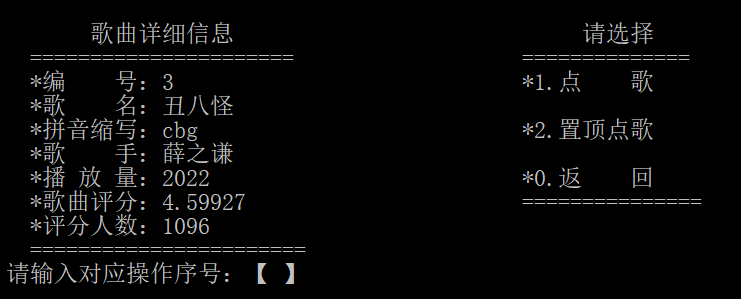 歌曲详细信息
======================
*编    号: 3
*歌    名: 丑八怪
*拼音缩写: cbg
*歌    手: 薛之谦
*播 放 量: 2022
*歌曲评分: 4.59927
*评分人数: 1096
=======================
请选择
==============
*1.点    歌
*2.置顶点歌
*0.返    回
===============
请输入对应操作序号: 【 】